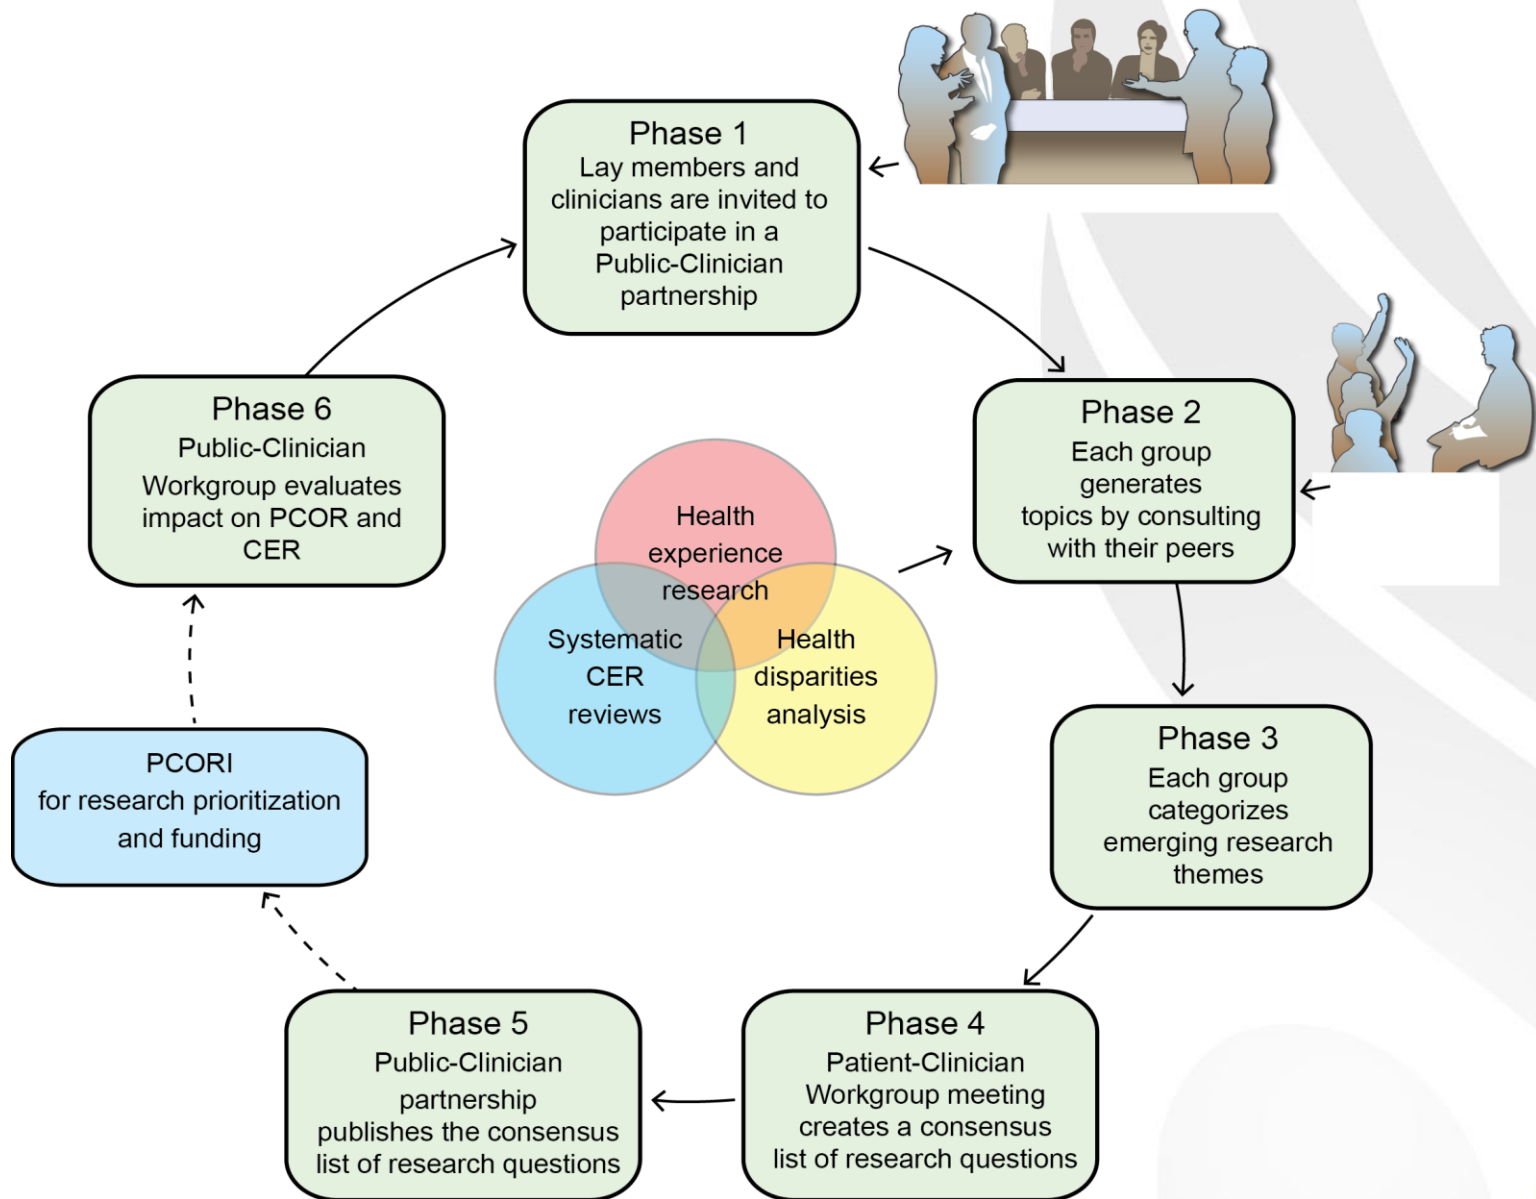 Phase 1
Lay members and
clinicians are invited to
participate in a
Public-Clinician
partnership
Phase 2
Each group
generates
topics by consulting
with their peers
Phase 3
Each group
categorizes
emerging research
themes
Phase 4
Patient-Clinician
Workgroup meeting
creates a consensus
list of research questions
Phase 5
Public-Clinician
partnership
publishes the consensus
list of research questions
PCORI
for research prioritization
and funding
Phase 6
Public-Clinician
Workgroup evaluates
impact on PCOR and
CER
Health
experience
research
Systematic
CER
reviews
Health
disparities
analysis